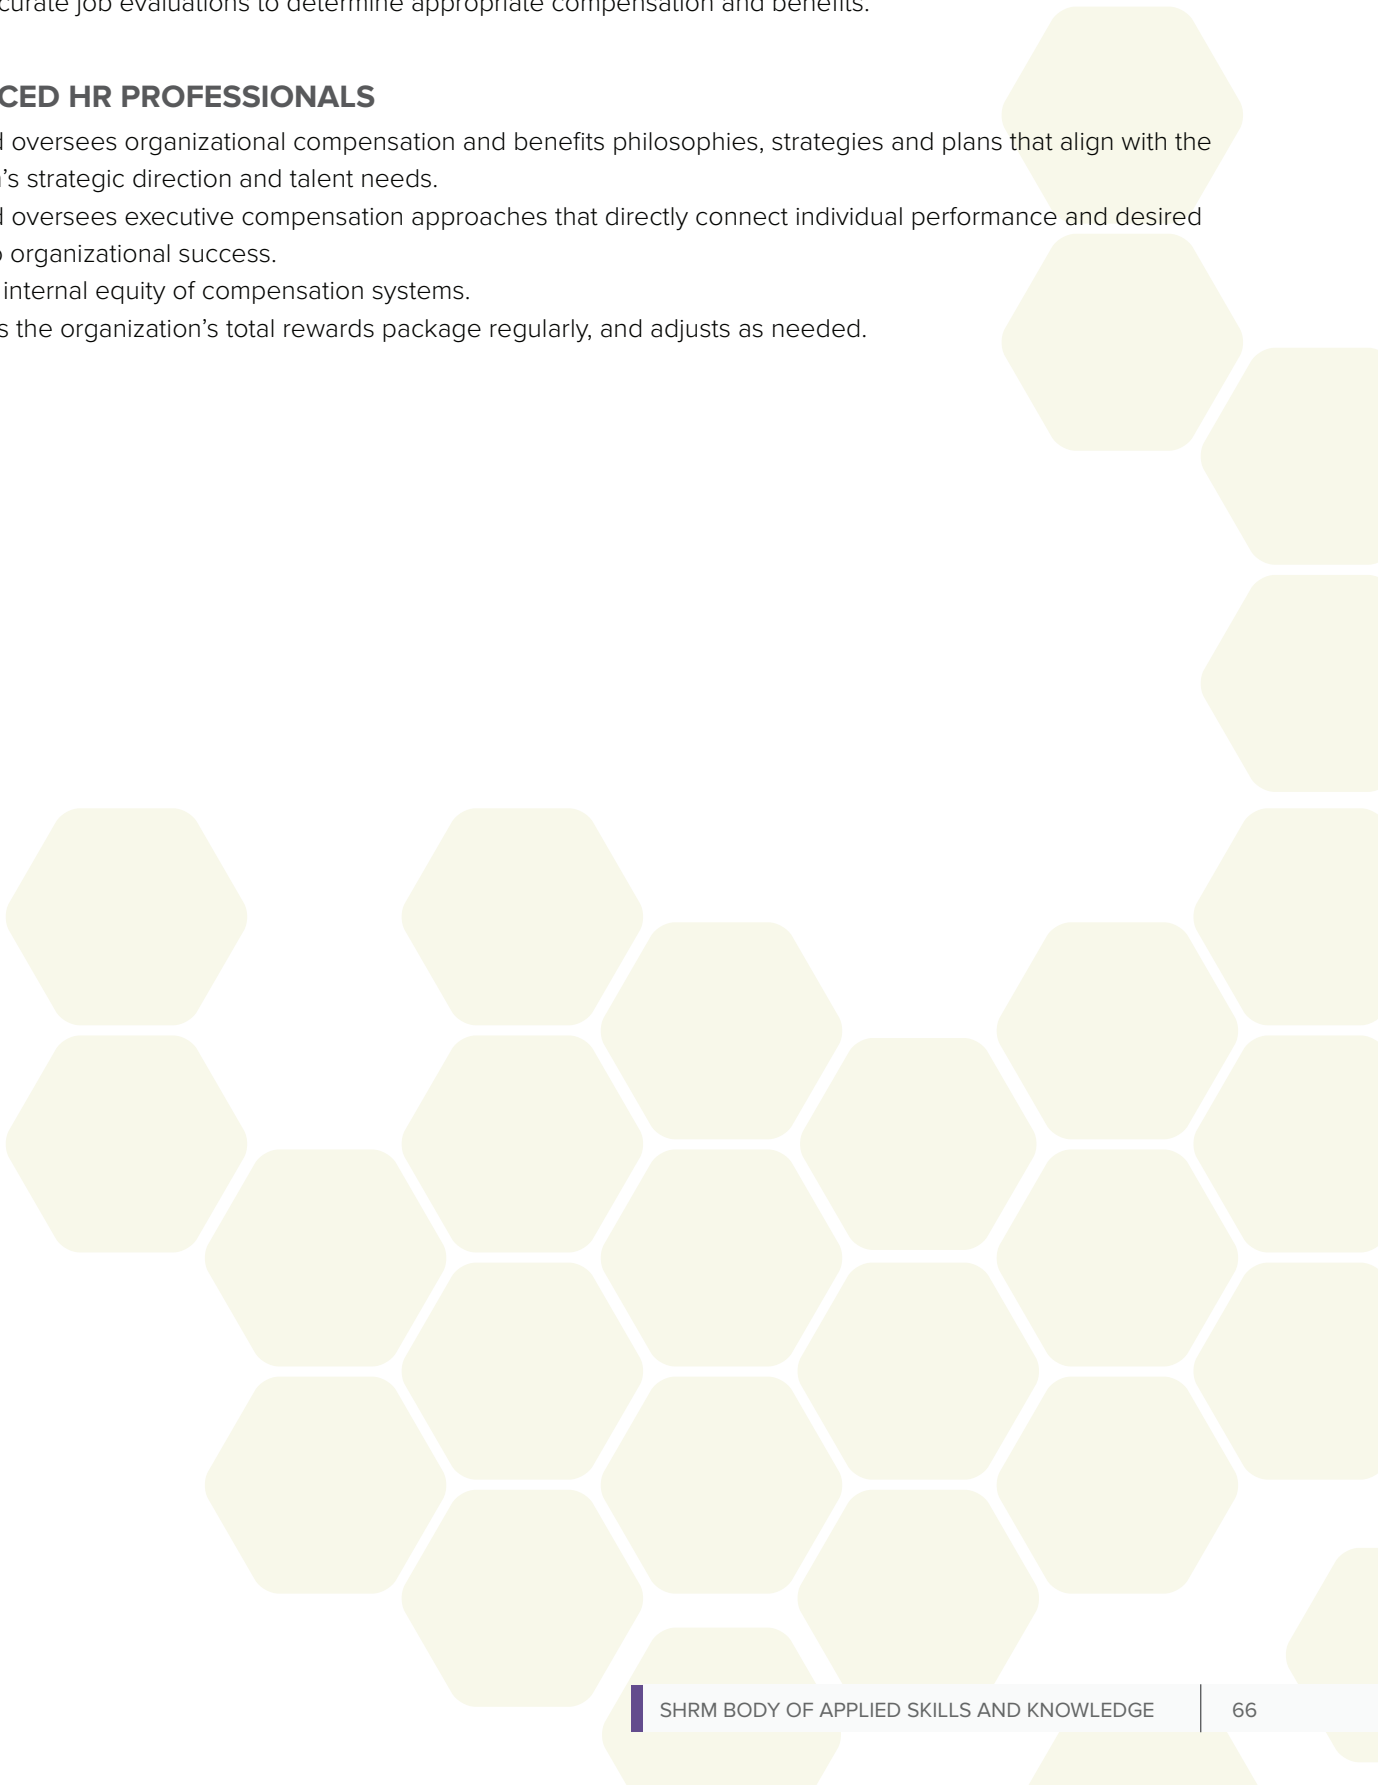 curate job evaluations to determine appropriate compensation and benefits.
CED HR PROFESSIONALS
d oversees organizational compensation and benefits philosophies, strategies and plans that align with the
's strategic direction and talent needs.
d oversees executive compensation approaches that directly connect individual performance and desired
o organizational success.
internal equity of compensation systems.
s the organization's total rewards package regularly, and adjusts as needed.
SHRM BODY OF APPLIED SKILLS AND KNOWLEDGE
66